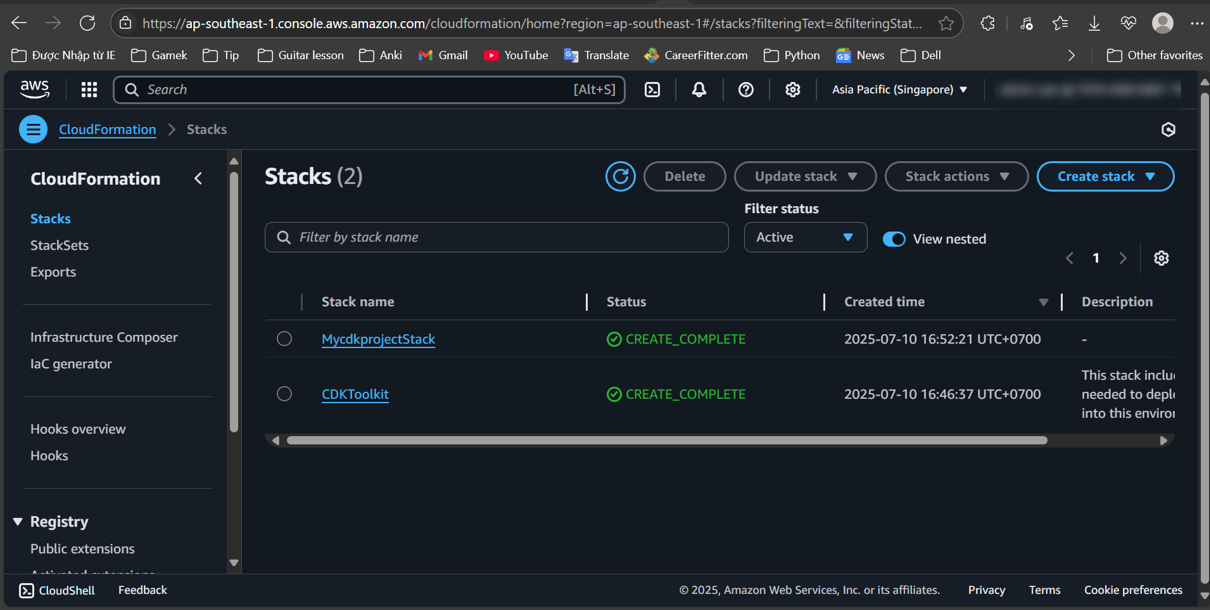 https://ap-southeast-1.console.aws.amazon.com/cloudformation/home?region=ap-southeast-1#/stacks?filteringText=&filteringStat...
Được Nhập từ IE Gamek Tip Guitar lesson Anki Gmail YouTube Translate CareerFitter.com Python News Dell Other favorites
aws Search [Alt+S] Asia Pacific (Singapore)
CloudFormation Stacks
CloudFormation
Stacks
StackSets
Exports
Infrastructure Composer
IaC generator
Hooks overview
Hooks
Registry
Public extensions
Activated extensions
Stacks (2) Delete Update stack Stack actions Create stack
Filter status
Filter by stack name Active View nested
1
Stack name Status Created time Description
MycdkprojectStack CREATE_COMPLETE 2025-07-10 16:52:21 UTC+0700 -
CDKToolkit CREATE_COMPLETE 2025-07-10 16:46:37 UTC+0700 This stack inclu
needed to depl
into this enviro
CloudShell Feedback © 2025, Amazon Web Services, Inc. or its affiliates. Privacy Terms Cookie preferences